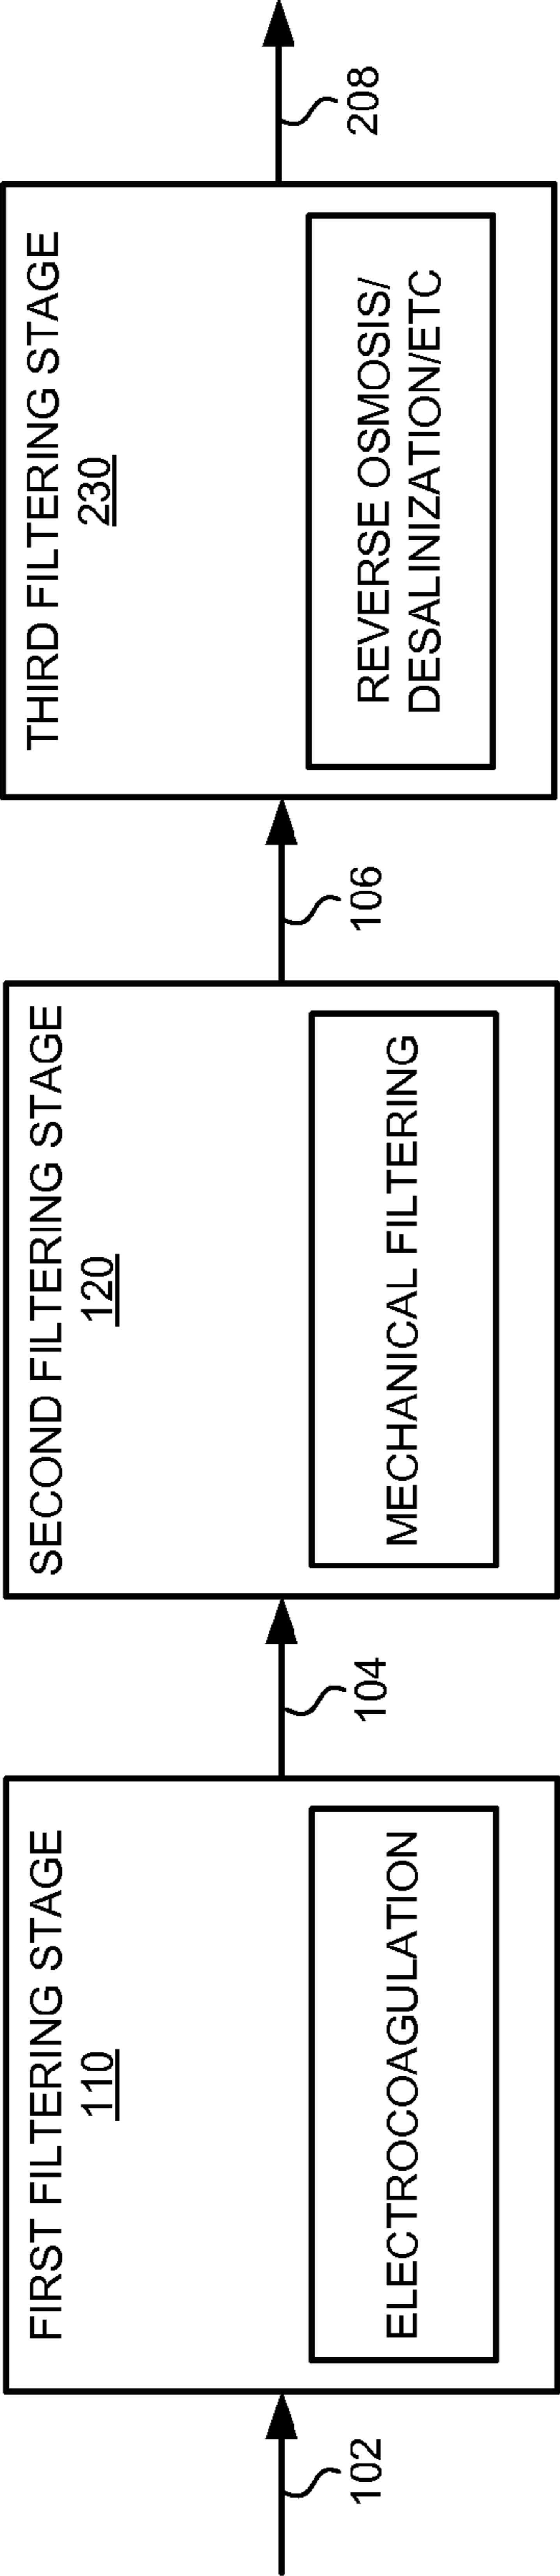 102
FIRST FILTERING STAGE
110
ELECTROCOAGULATION
104
SECOND FILTERING STAGE
120
MECHANICAL FILTERING
106
THIRD FILTERING STAGE
230
REVERSE OSMOSIS/
DESALINIZATION/ETC
208